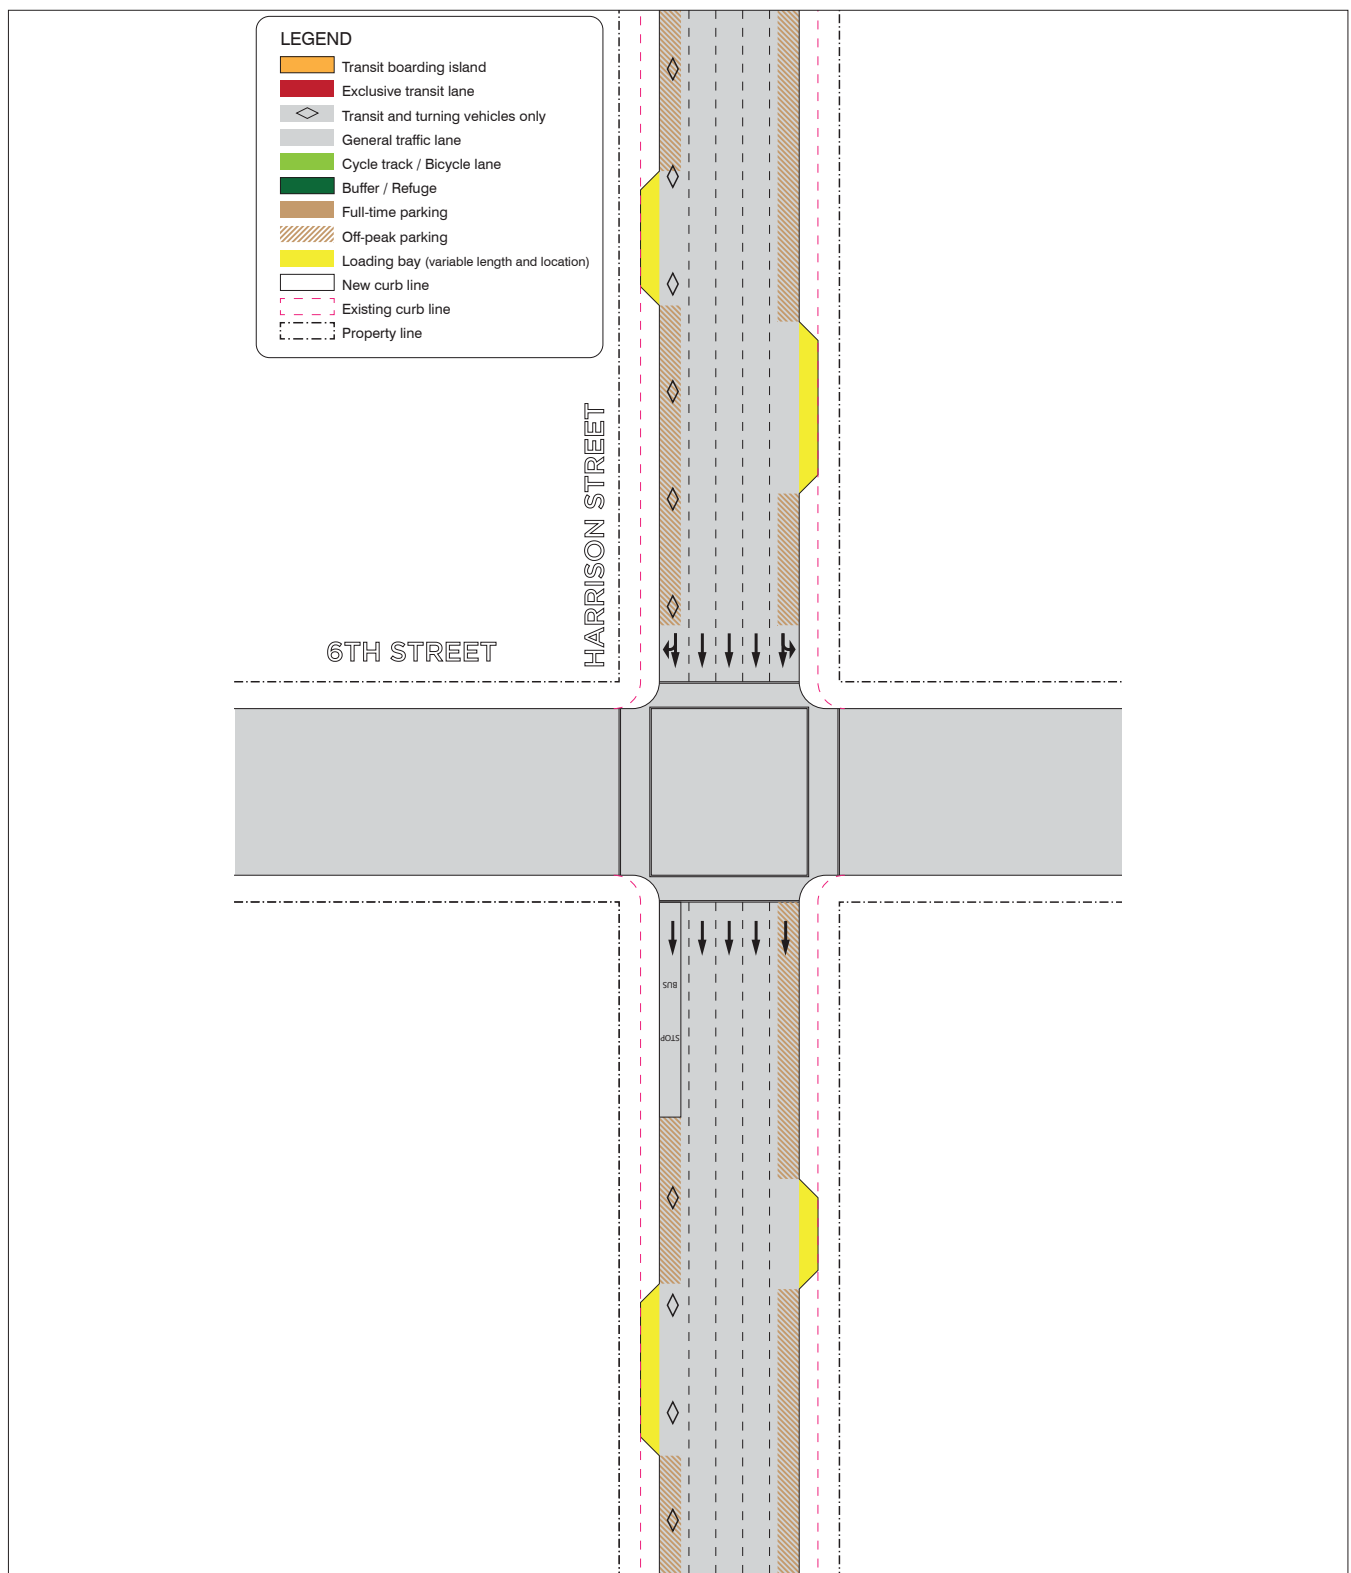 LEGEND
Transit boarding island
Exclusive transit lane
Transit and turning vehicles only
General traffic lane
Cycle track / Bicycle lane
Buffer / Refuge
Full-time parking
Off-peak parking
Loading bay (variable length and location)
New curb line
Existing curb line
Property line
HARRISON STREET
6TH STREET
BUS
STOP